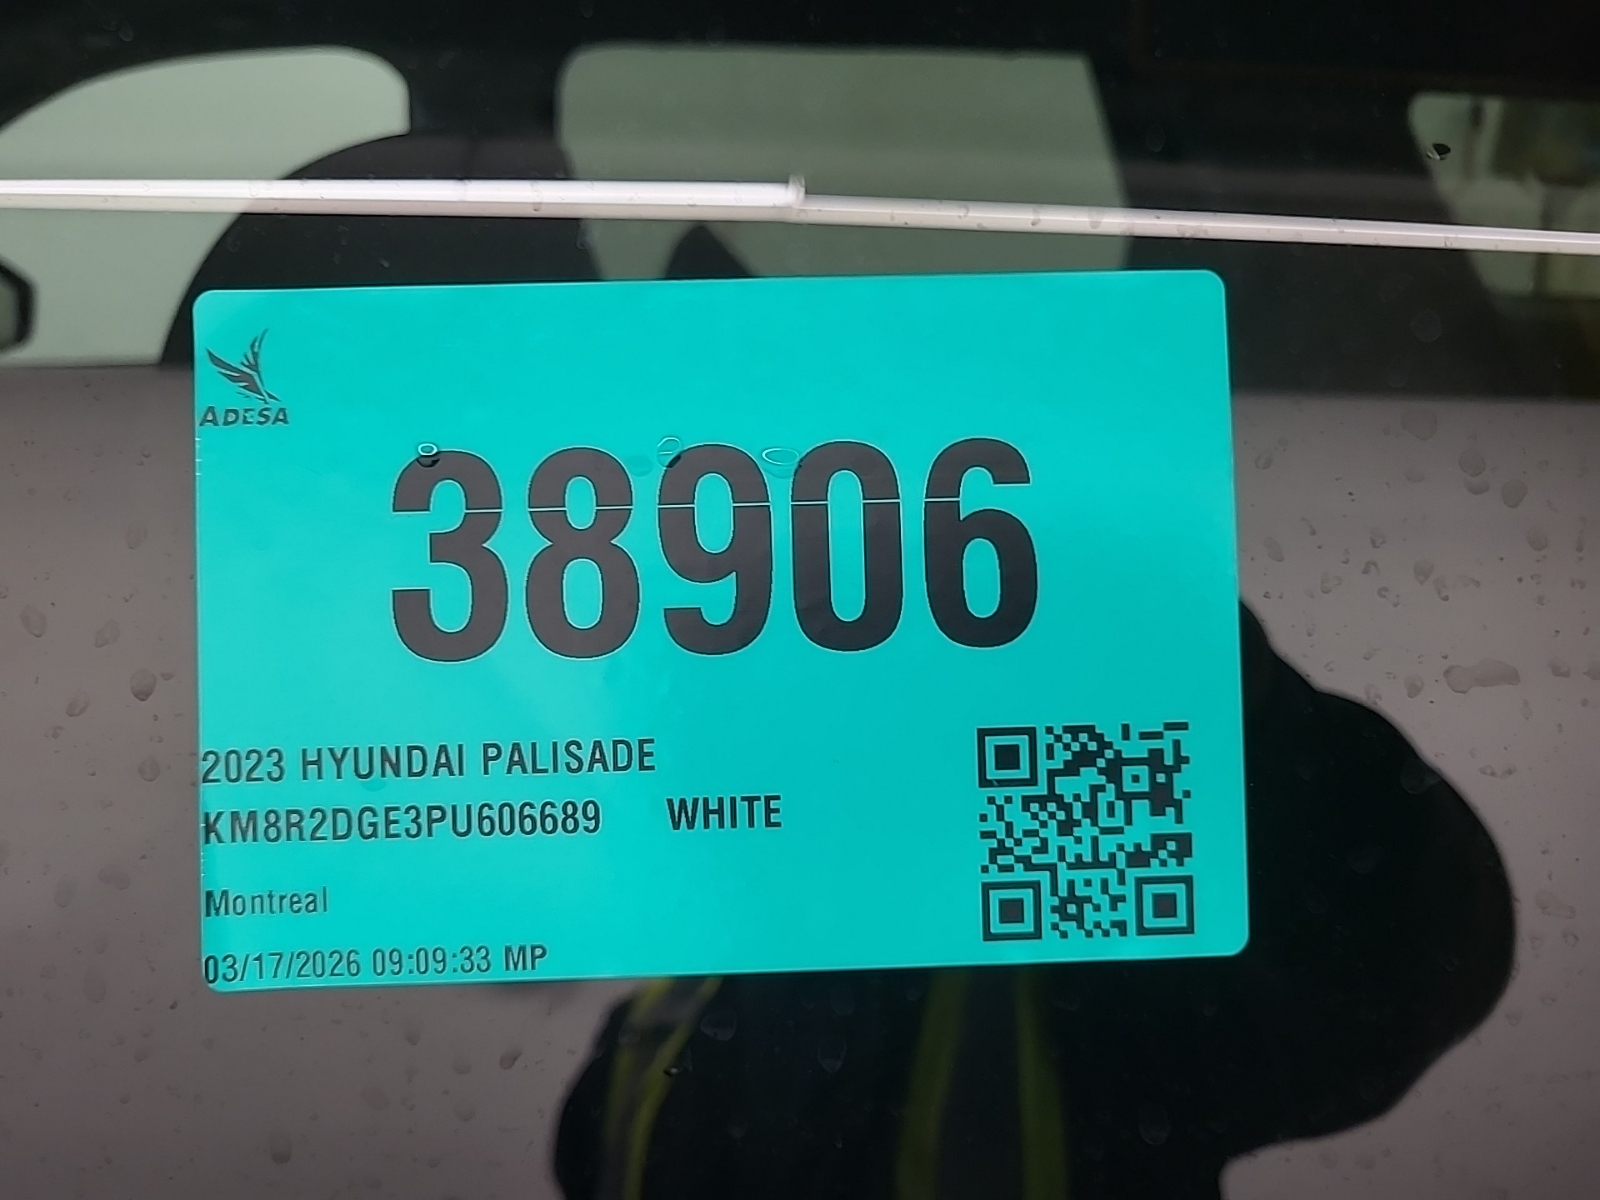 ADESA
38906
2023 HYUNDAI PALISADE
KM8R2DGE3PU606689 WHITE
Montreal
03/17/2026 09:09:33 MP